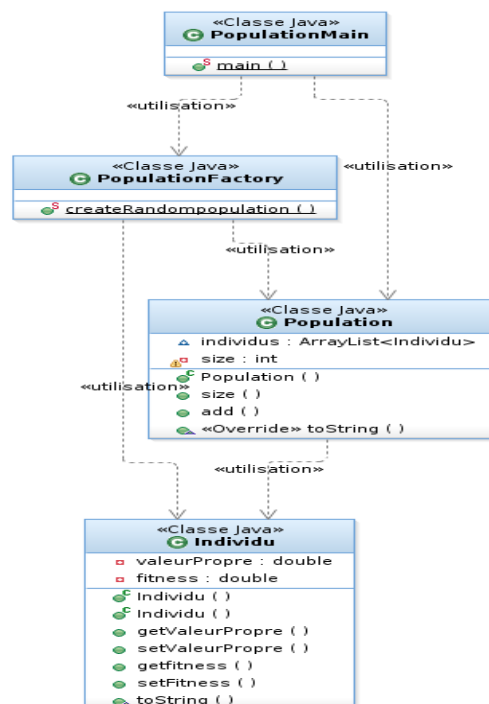 «Classe Java»
PopulationMain
main ( )
«utilisation»
«Classe Java»
PopulationFactory
«utilisation»
createRandompopulation ( )
«utilisation»
«Classe Java»
Population
individus : ArrayList<Individu>
size : int
Population ( )
«utilisation»
size ( )
add ( )
«Override» toString ( )
«utilisation»
«Classe Java»
Individu
valeurPropre : double
fitness : double
Individu ( )
Individu ( )
getValeurPropre ( )
setValeurPropre ( )
getfitness ( )
setFitness ( )
toString ( )